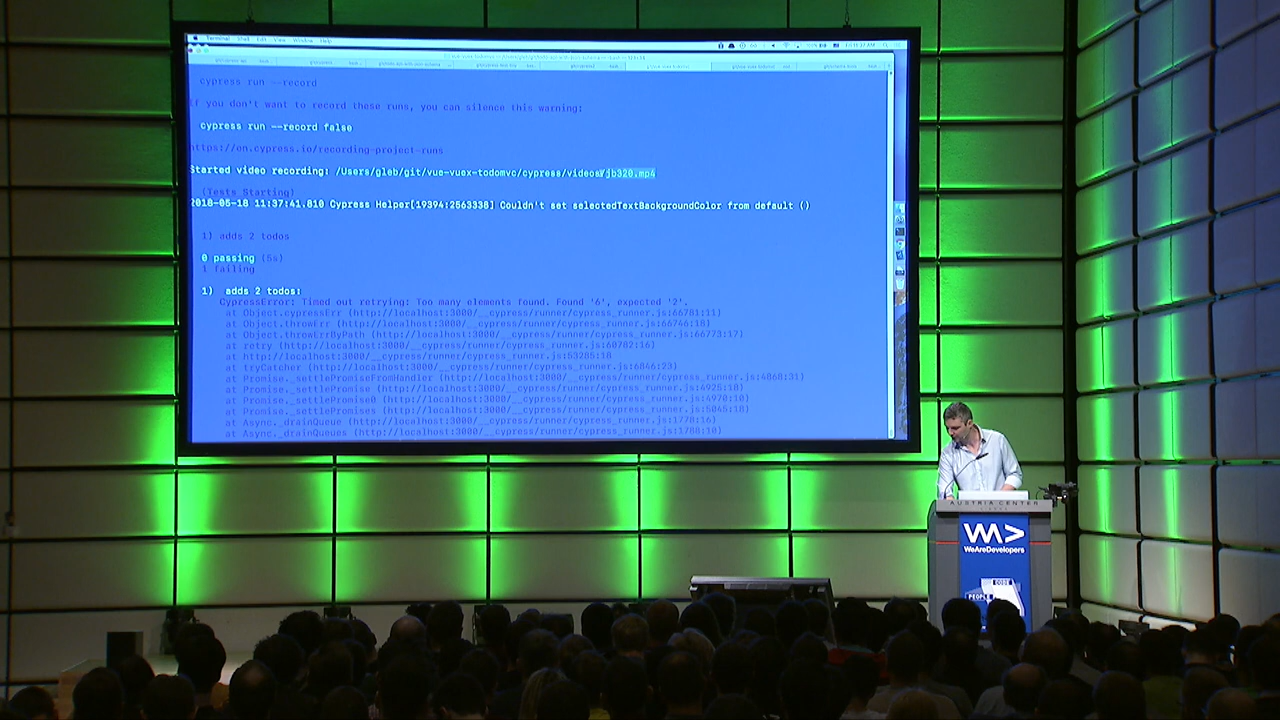 Terminal Shell Edit View Window Help
cypress run --record
If you don't want to record these runs, you can silence this warning:
cypress run --record false
https://on.cypress.io/recording-project-runs
Started video recording: /Users/gleb/git/vue-vuex-todomvc/cypress/videos/jb320.mp4
(Tests Starting)
2018-05-18 11:37:41.810 Cypress Helper[19394:2563338] Couldn't set selectedTextBackgroundColor from default ()
1) adds 2 todos
0 passing (5s)
1 failing
1) adds 2 todos:
CypressError: Timed out retrying: Too many elements found. Found '6', expected '2'.
at Object.cypressErr (http://localhost:3000/__cypress/runner/cypress_runner.js:66781:11)
at Object.throwErr (http://localhost:3000/__cypress/runner/cypress_runner.js:66746:18)
at Object.throwErrByPath (http://localhost:3000/__cypress/runner/cypress_runner.js:66773:17)
at retry (http://localhost:3000/__cypress/runner/cypress_runner.js:60782:16)
at http://localhost:3000/__cypress/runner/cypress_runner.js:53285:18
at tryCatcher (http://localhost:3000/__cypress/runner/cypress_runner.js:6846:23)
at Promise._settlePromiseFromHandler (http://localhost:3000/__cypress/runner/cypress_runner.js:4868:31)
at Promise._settlePromise (http://localhost:3000/__cypress/runner/cypress_runner.js:4925:18)
at Promise._settlePromise0 (http://localhost:3000/__cypress/runner/cypress_runner.js:4970:10)
at Promise._settlePromises (http://localhost:3000/__cypress/runner/cypress_runner.js:5045:18)
at Async._drainQueue (http://localhost:3000/__cypress/runner/cypress_runner.js:1778:16)
at Async._drainQueues (http://localhost:3000/__cypress/runner/cypress_runner.js:1788:10)
AUSTRIA CENTER
WeAreDevelopers
CODE
PEOPLE